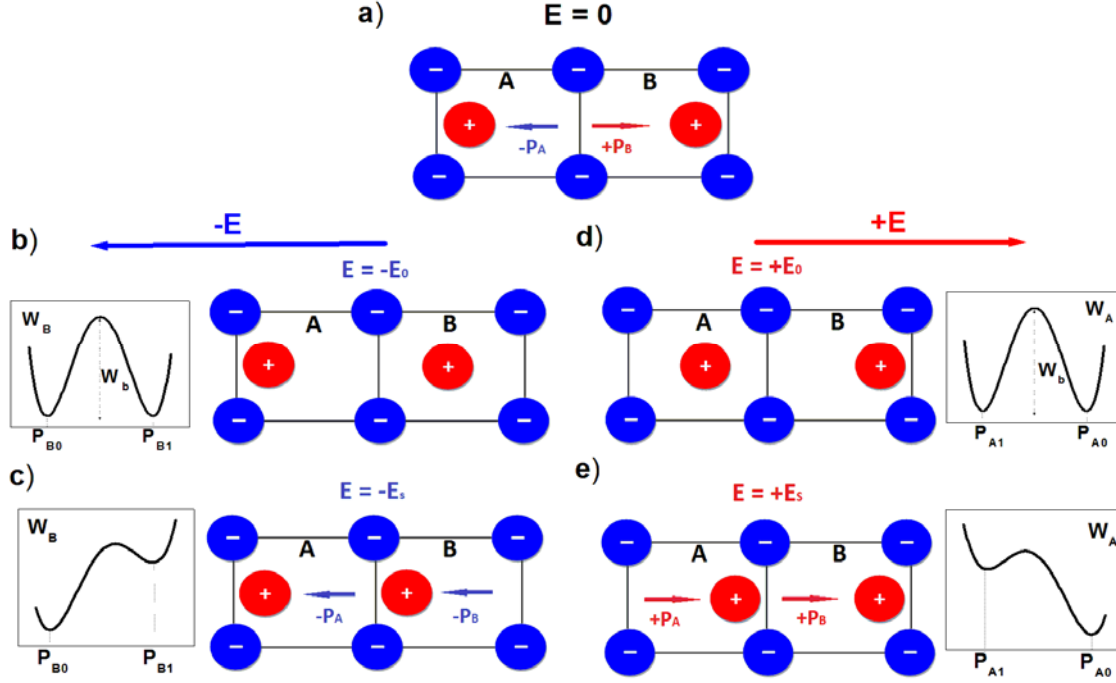 a) E = 0
− − −
A B
+ +
-PA +PB
− − −
-E
+E
b)
E = -E0
− − −
A B
+ +
− − −
WB
Wb
PB0 PB1
d)
E = +E0
− − −
A B
+ +
− − −
WA
Wb
PA1 PA0
c)
E = -Es
− − −
A B
+ +
-PA -PB
− − −
WB
PB0 PB1
e)
E = +Es
− − −
A B
+ +
+PA +PB
− − −
WA
PA1 PA0